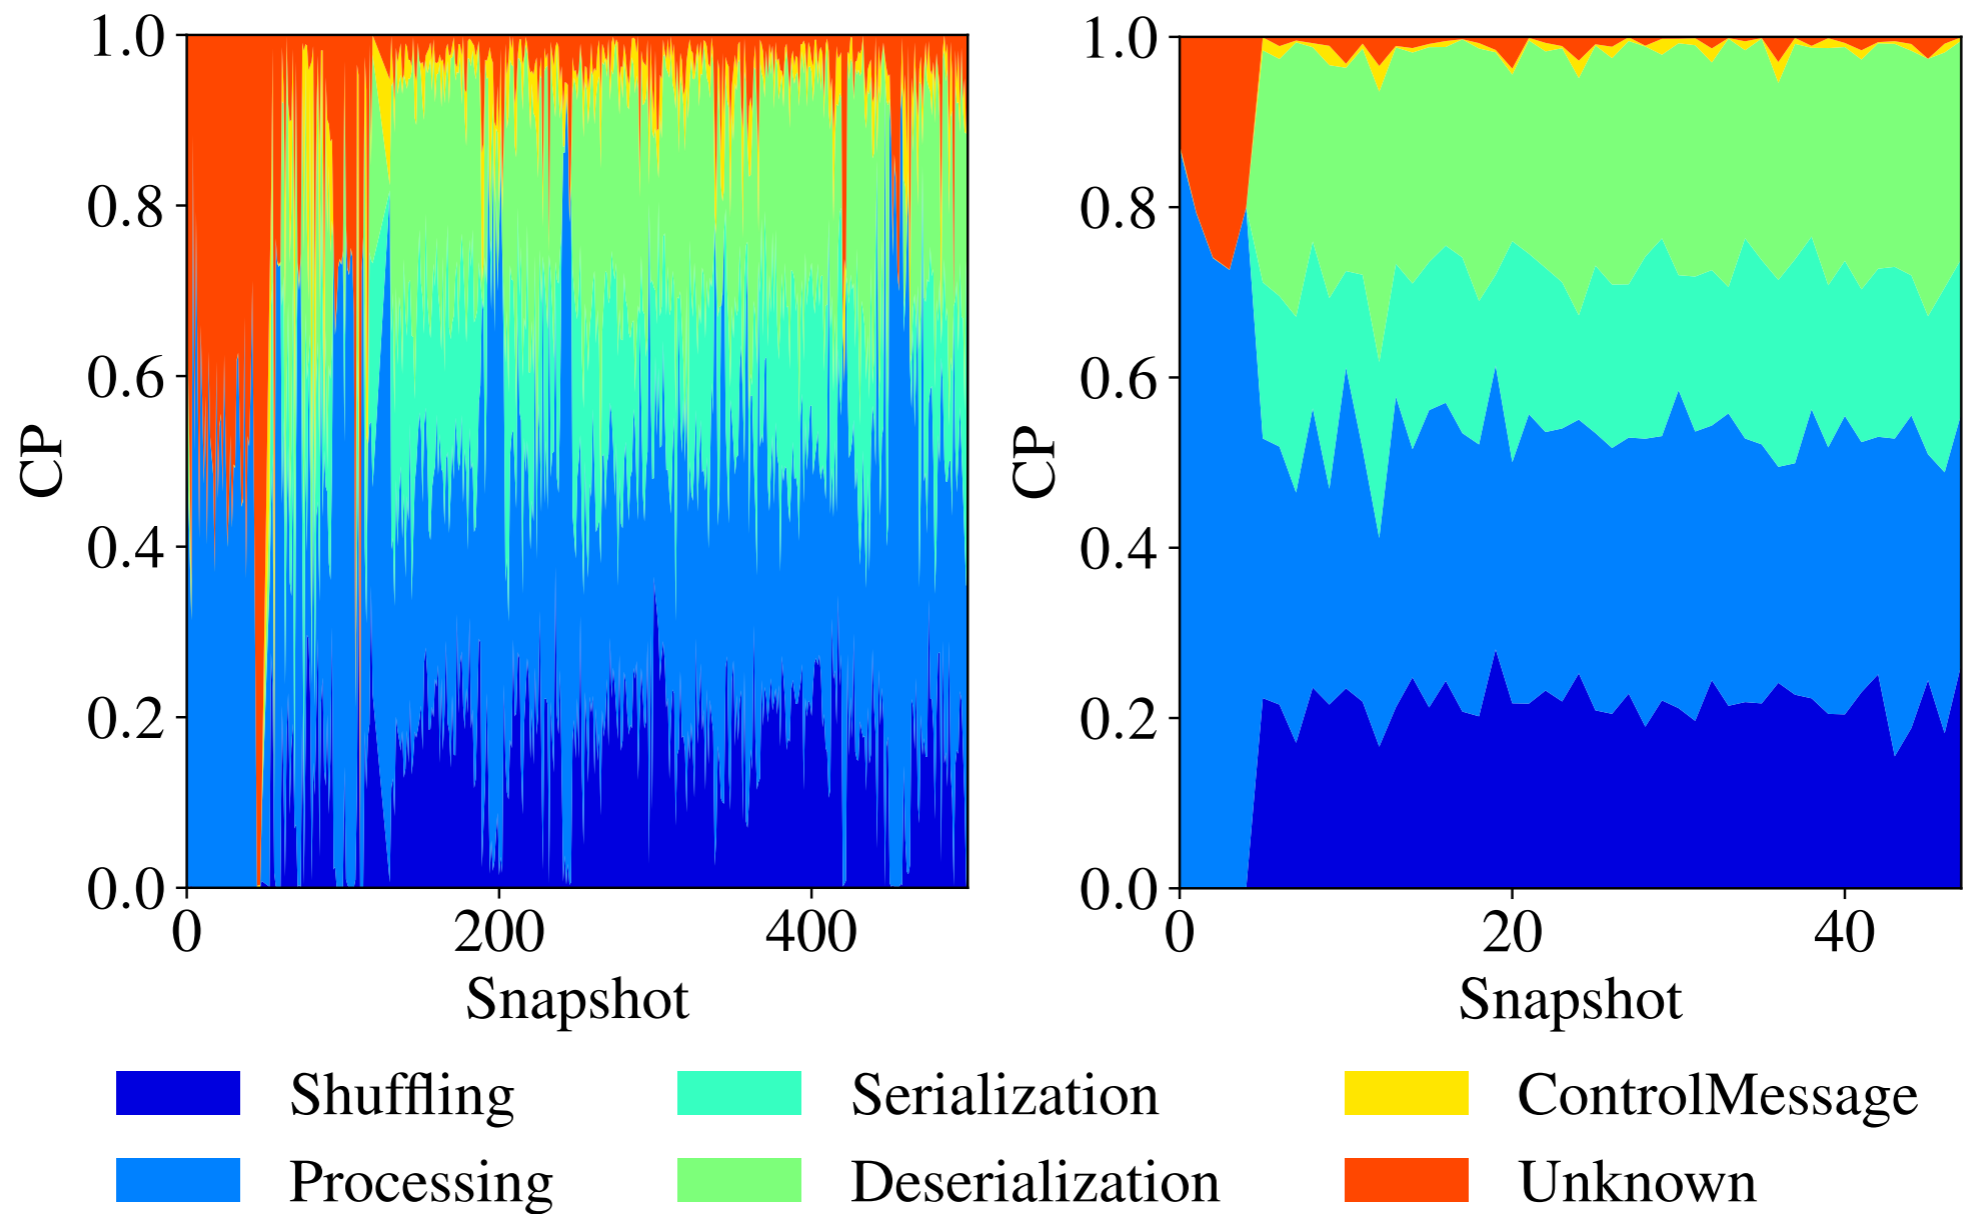 1.0
0.8
0.6
0.4
0.2
0.0
CP
0 200 400
Snapshot
1.0
0.8
0.6
0.4
0.2
0.0
CP
0 20 40
Snapshot
Shuffling Serialization ControlMessage
Processing Deserialization Unknown